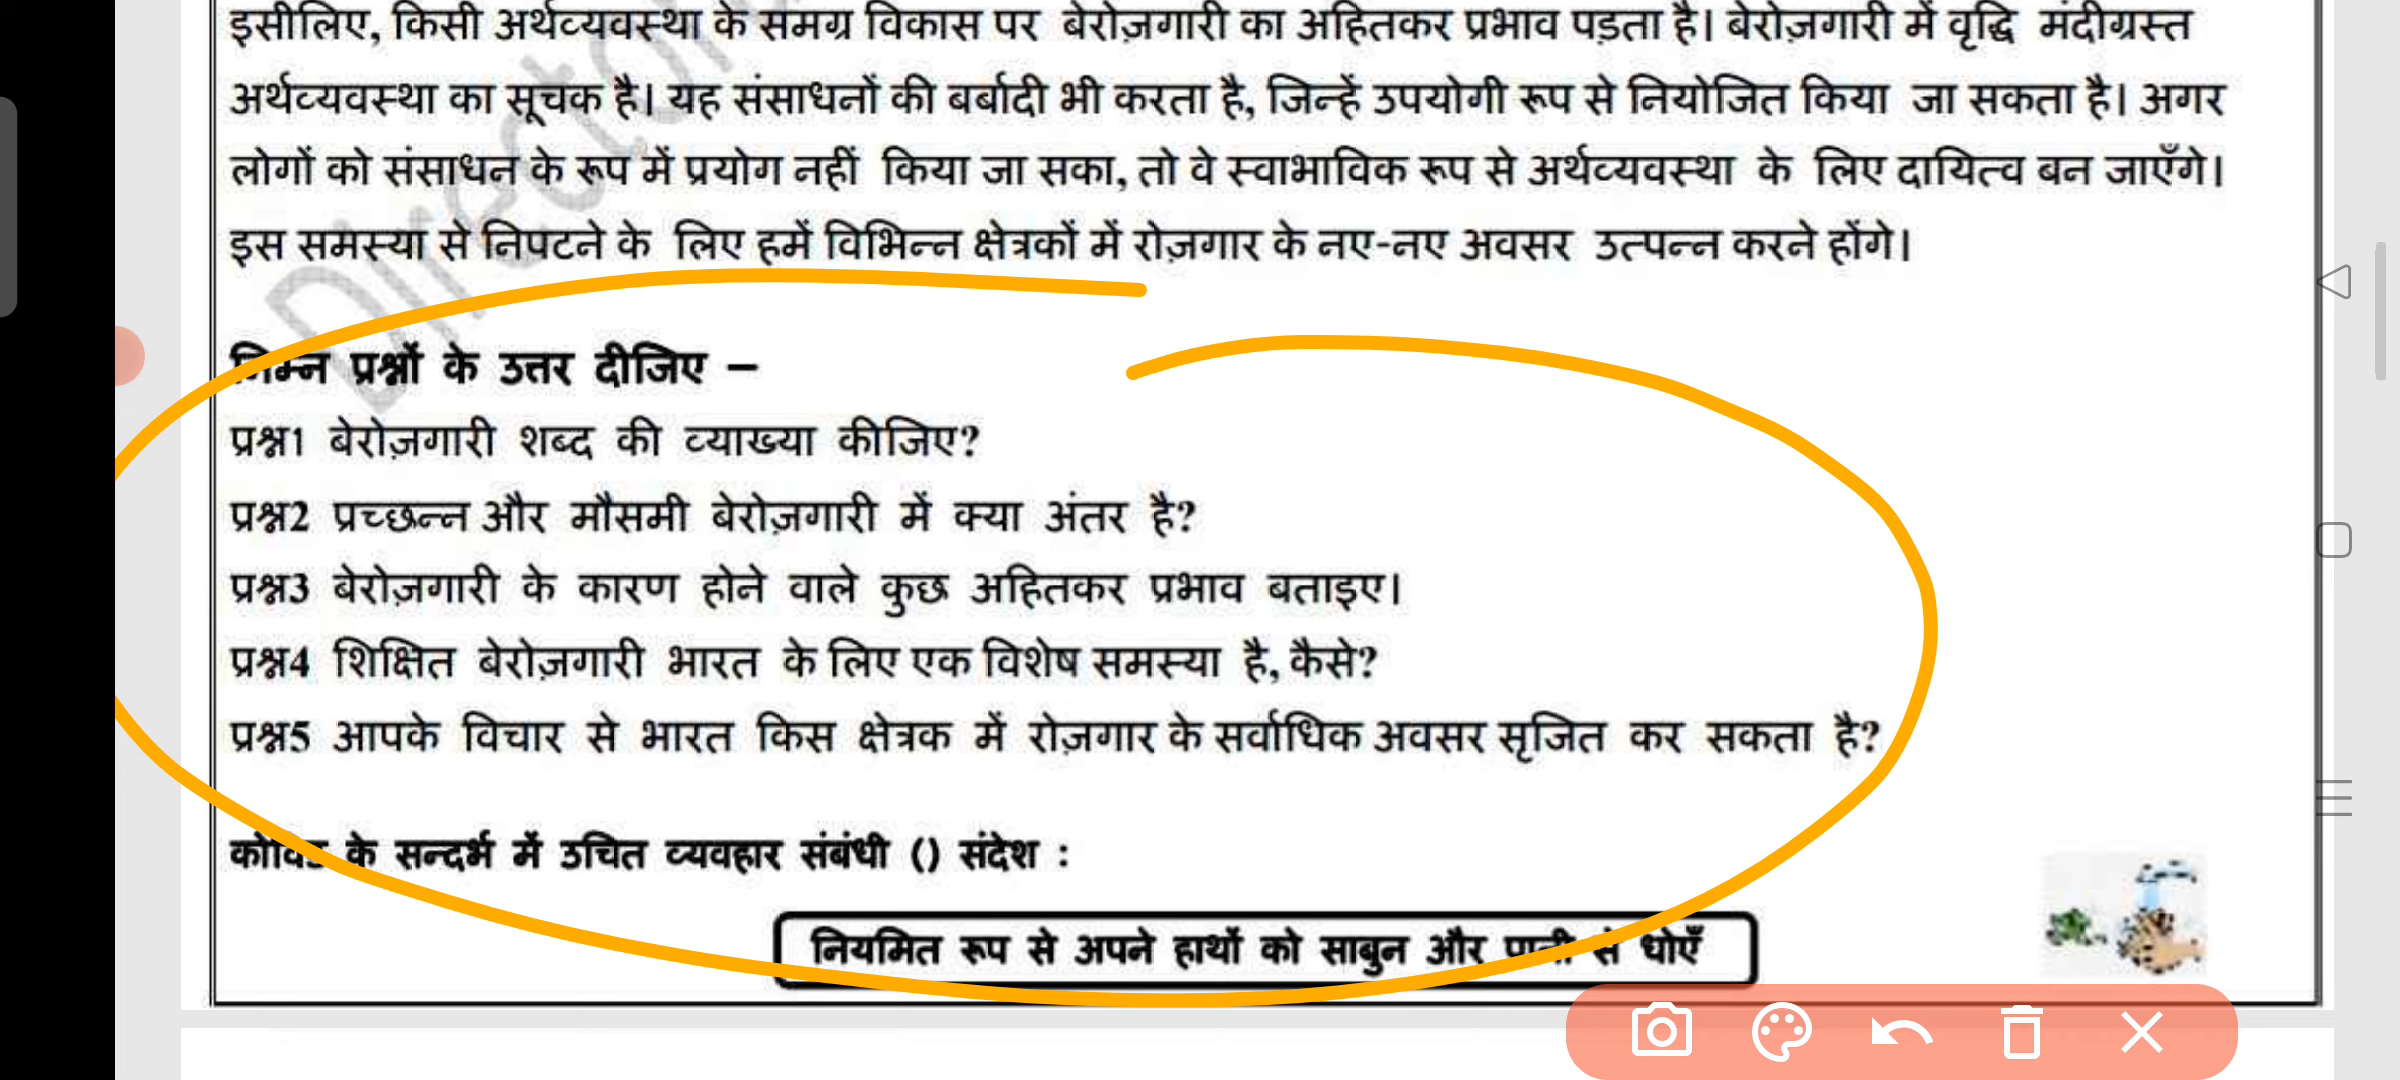 इसीलिए, किसी अर्थव्यवस्था के समग्र विकास पर बेरोज़गारी का अहितकर प्रभाव पड़ता है। बेरोज़गारी में वृद्धि मंदीग्रस्त
अर्थव्यवस्था का सूचक है। यह संसाधनों की बर्बादी भी करता है, जिन्हें उपयोगी रूप से नियोजित किया जा सकता है। अगर
लोगों को संसाधन के रूप में प्रयोग नहीं किया जा सका, तो वे स्वाभाविक रूप से अर्थव्यवस्था के लिए दायित्व बन जाएँगे।
इस समस्या से निपटने के लिए हमें विभिन्न क्षेत्रकों में रोज़गार के नए-नए अवसर उत्पन्न करने होंगे।
निम्न प्रश्नों के उत्तर दीजिए –
प्रश्न1 बेरोज़गारी शब्द की व्याख्या कीजिए?
प्रश्न2 प्रच्छन्न और मौसमी बेरोज़गारी में क्या अंतर है?
प्रश्न3 बेरोज़गारी के कारण होने वाले कुछ अहितकर प्रभाव बताइए।
प्रश्न4 शिक्षित बेरोज़गारी भारत के लिए एक विशेष समस्या है, कैसे?
प्रश्न5 आपके विचार से भारत किस क्षेत्रक में रोज़गार के सर्वाधिक अवसर सृजित कर सकता है?
कोविड के सन्दर्भ में उचित व्यवहार संबंधी () संदेश :
नियमित रूप से अपने हाथों को साबुन और पानी से धोएँ